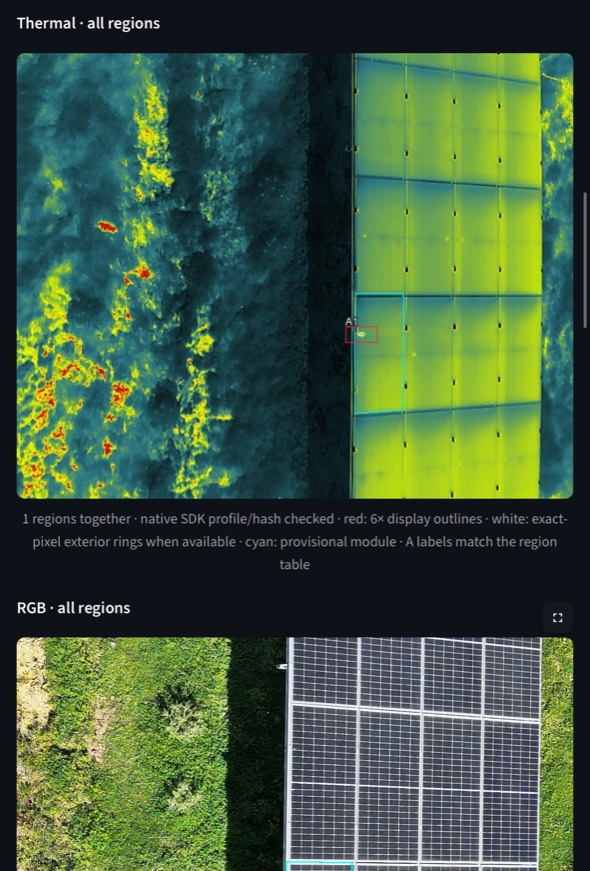 Thermal · all regions
A1
1 regions together · native SDK profile/hash checked · red: 6× display outlines · white: exact-
pixel exterior rings when available · cyan: provisional module · A labels match the region
table
RGB · all regions